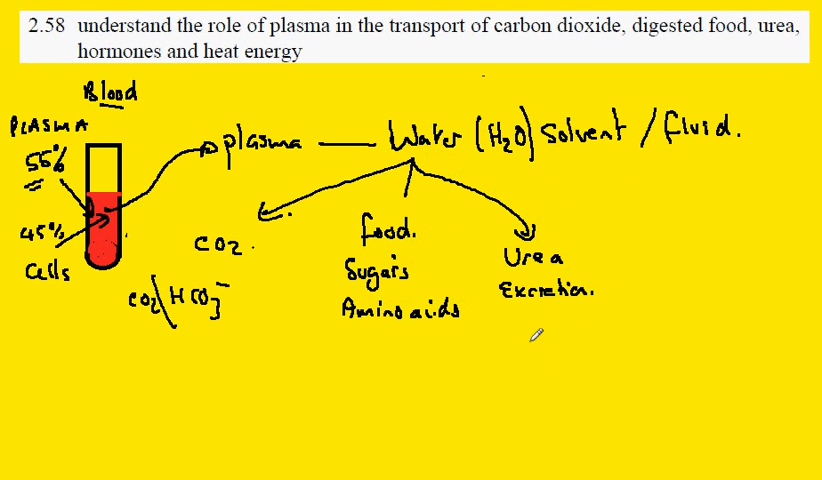 2.58 understand the role of plasma in the transport of carbon dioxide, digested food, urea,
hormones and heat energy
Blood
PLASMA
55%
45%
Cells
plasma — Water (H2O) Solvent / fluid.
CO2.
CO2/HCO3-
food.
Sugars
Amino acids
Urea
Excretion.